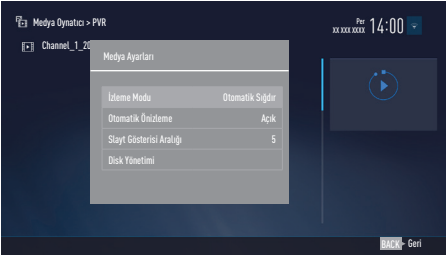 Medya Oynatıcı > PVR
Per
xx xxx xxxx 14:00
Channel_1_20
Medya Ayarları
İzleme Modu Otomatik Sığdır
Otomatik Önizleme Açık
Slayt Gösterisi Aralığı 5
Disk Yönetimi
BACK Geri